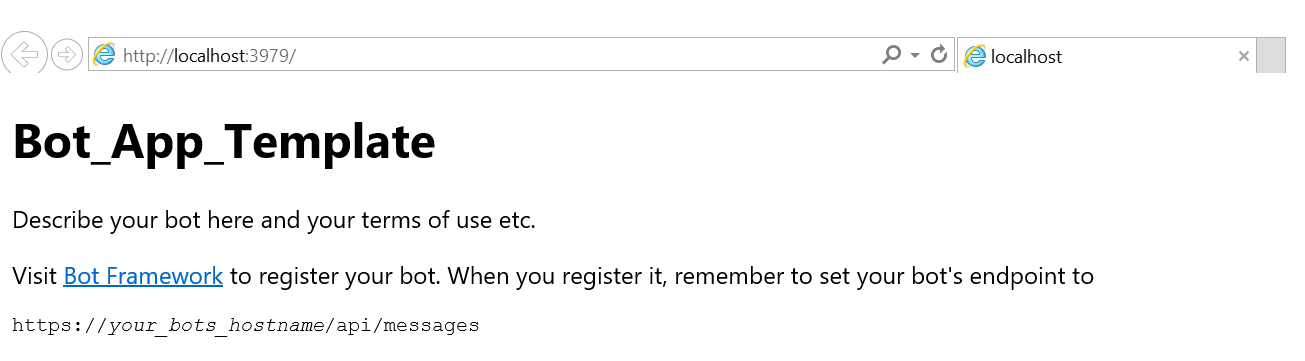 http://localhost:3979/
localhost
Bot_App_Template
Describe your bot here and your terms of use etc.
Visit Bot Framework to register your bot. When you register it, remember to set your bot's endpoint to
https://your_bots_hostname/api/messages